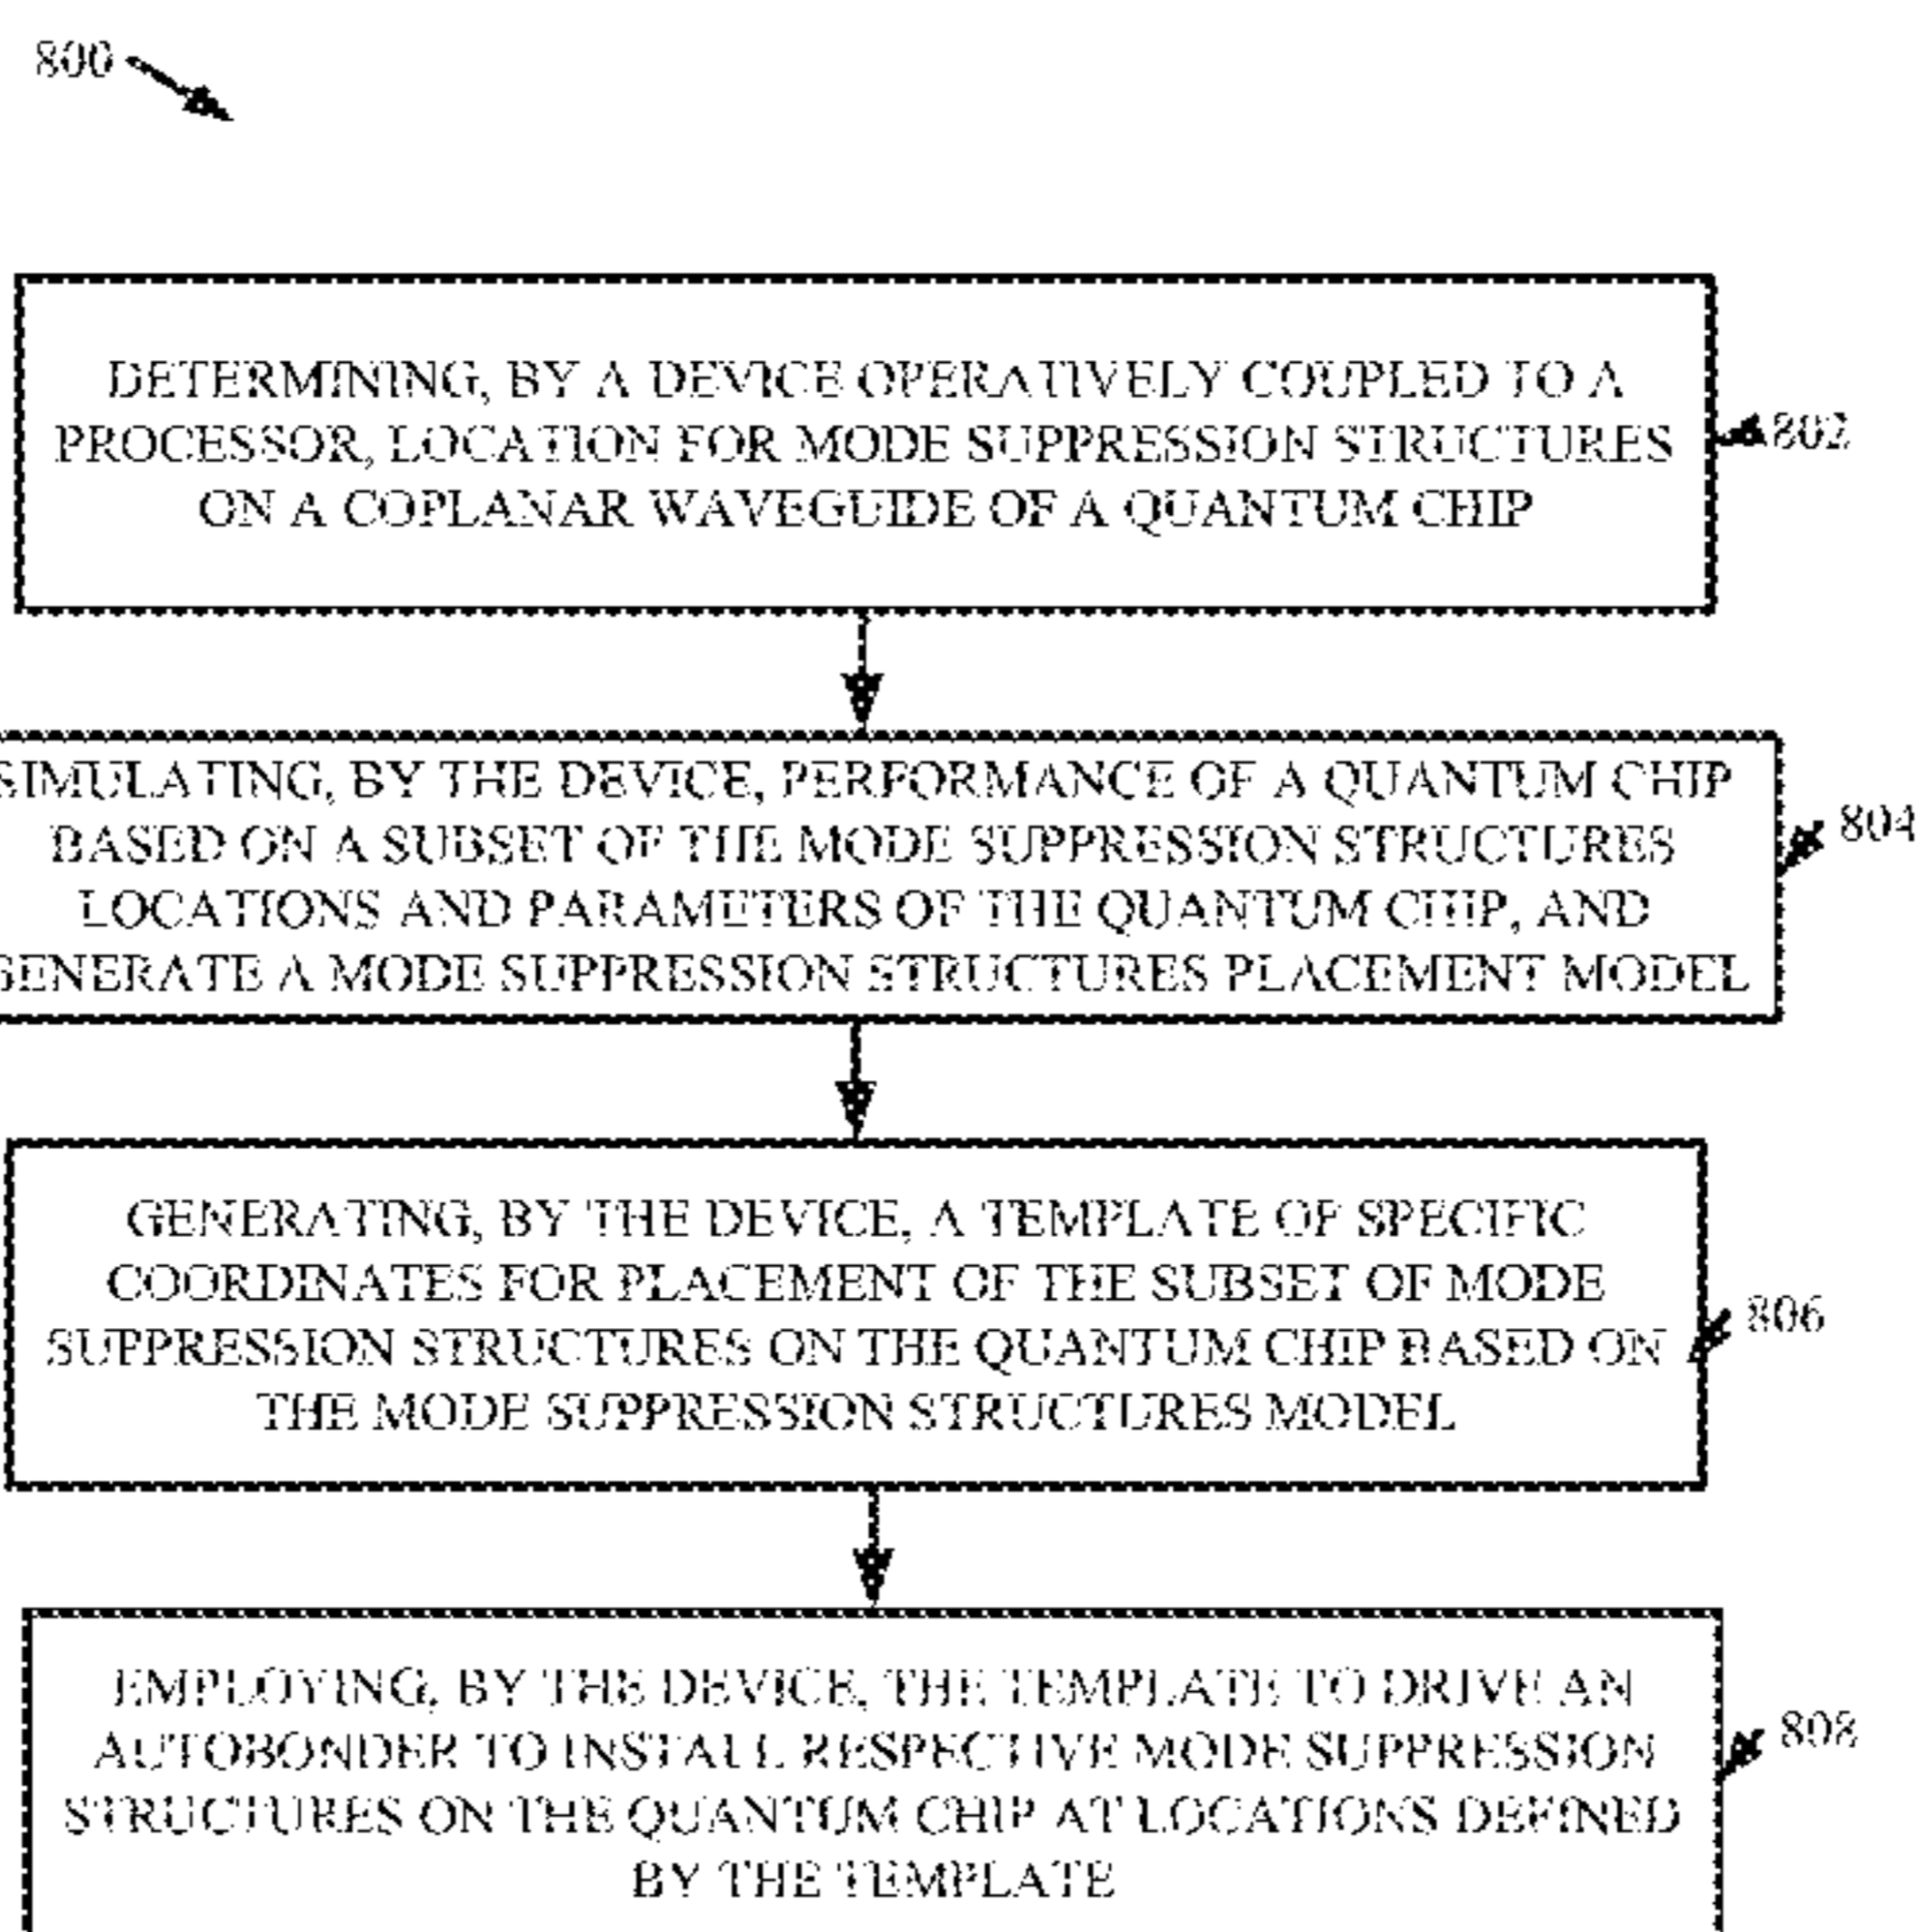 800
DETERMINING, BY A DEVICE OPERATIVELY COUPLED TO A
PROCESSOR, LOCATION FOR MODE SUPPRESSION STRUCTURES
ON A COPLANAR WAVEGUIDE OF A QUANTUM CHIP
802
SIMULATING, BY THE DEVICE, PERFORMANCE OF A QUANTUM CHIP
BASED ON A SUBSET OF THE MODE SUPPRESSION STRUCTURES
LOCATIONS AND PARAMETERS OF THE QUANTUM CHIP, AND
GENERATE A MODE SUPPRESSION STRUCTURES PLACEMENT MODEL
804
GENERATING, BY THE DEVICE, A TEMPLATE OF SPECIFIC
COORDINATES FOR PLACEMENT OF THE SUBSET OF MODE
SUPPRESSION STRUCTURES ON THE QUANTUM CHIP BASED ON
THE MODE SUPPRESSION STRUCTURES MODEL
806
EMPLOYING, BY THE DEVICE, THE TEMPLATE TO DRIVE AN
AUTOBONDER TO INSTALL RESPECTIVE MODE SUPPRESSION
STRUCTURES ON THE QUANTUM CHIP AT LOCATIONS DEFINED
BY THE TEMPLATE
808